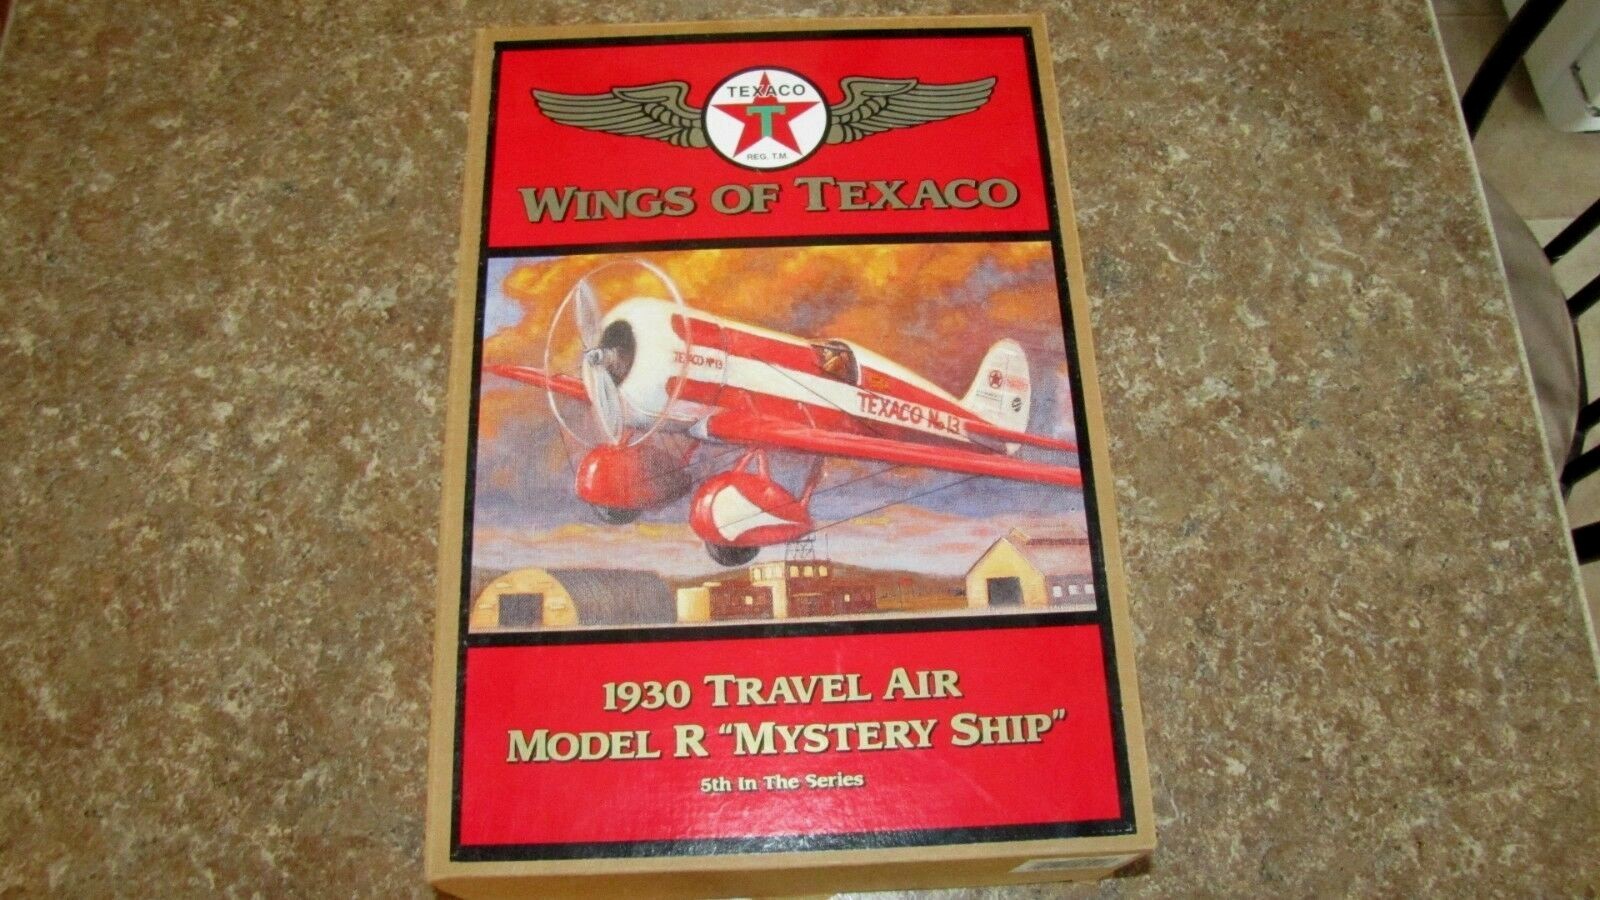 TEXACO
T
REG. T.M.
WINGS OF TEXACO
TEXACO No 13
TEXACO No. 13
1930 TRAVEL AIR
MODEL R "MYSTERY SHIP"
5th In The Series